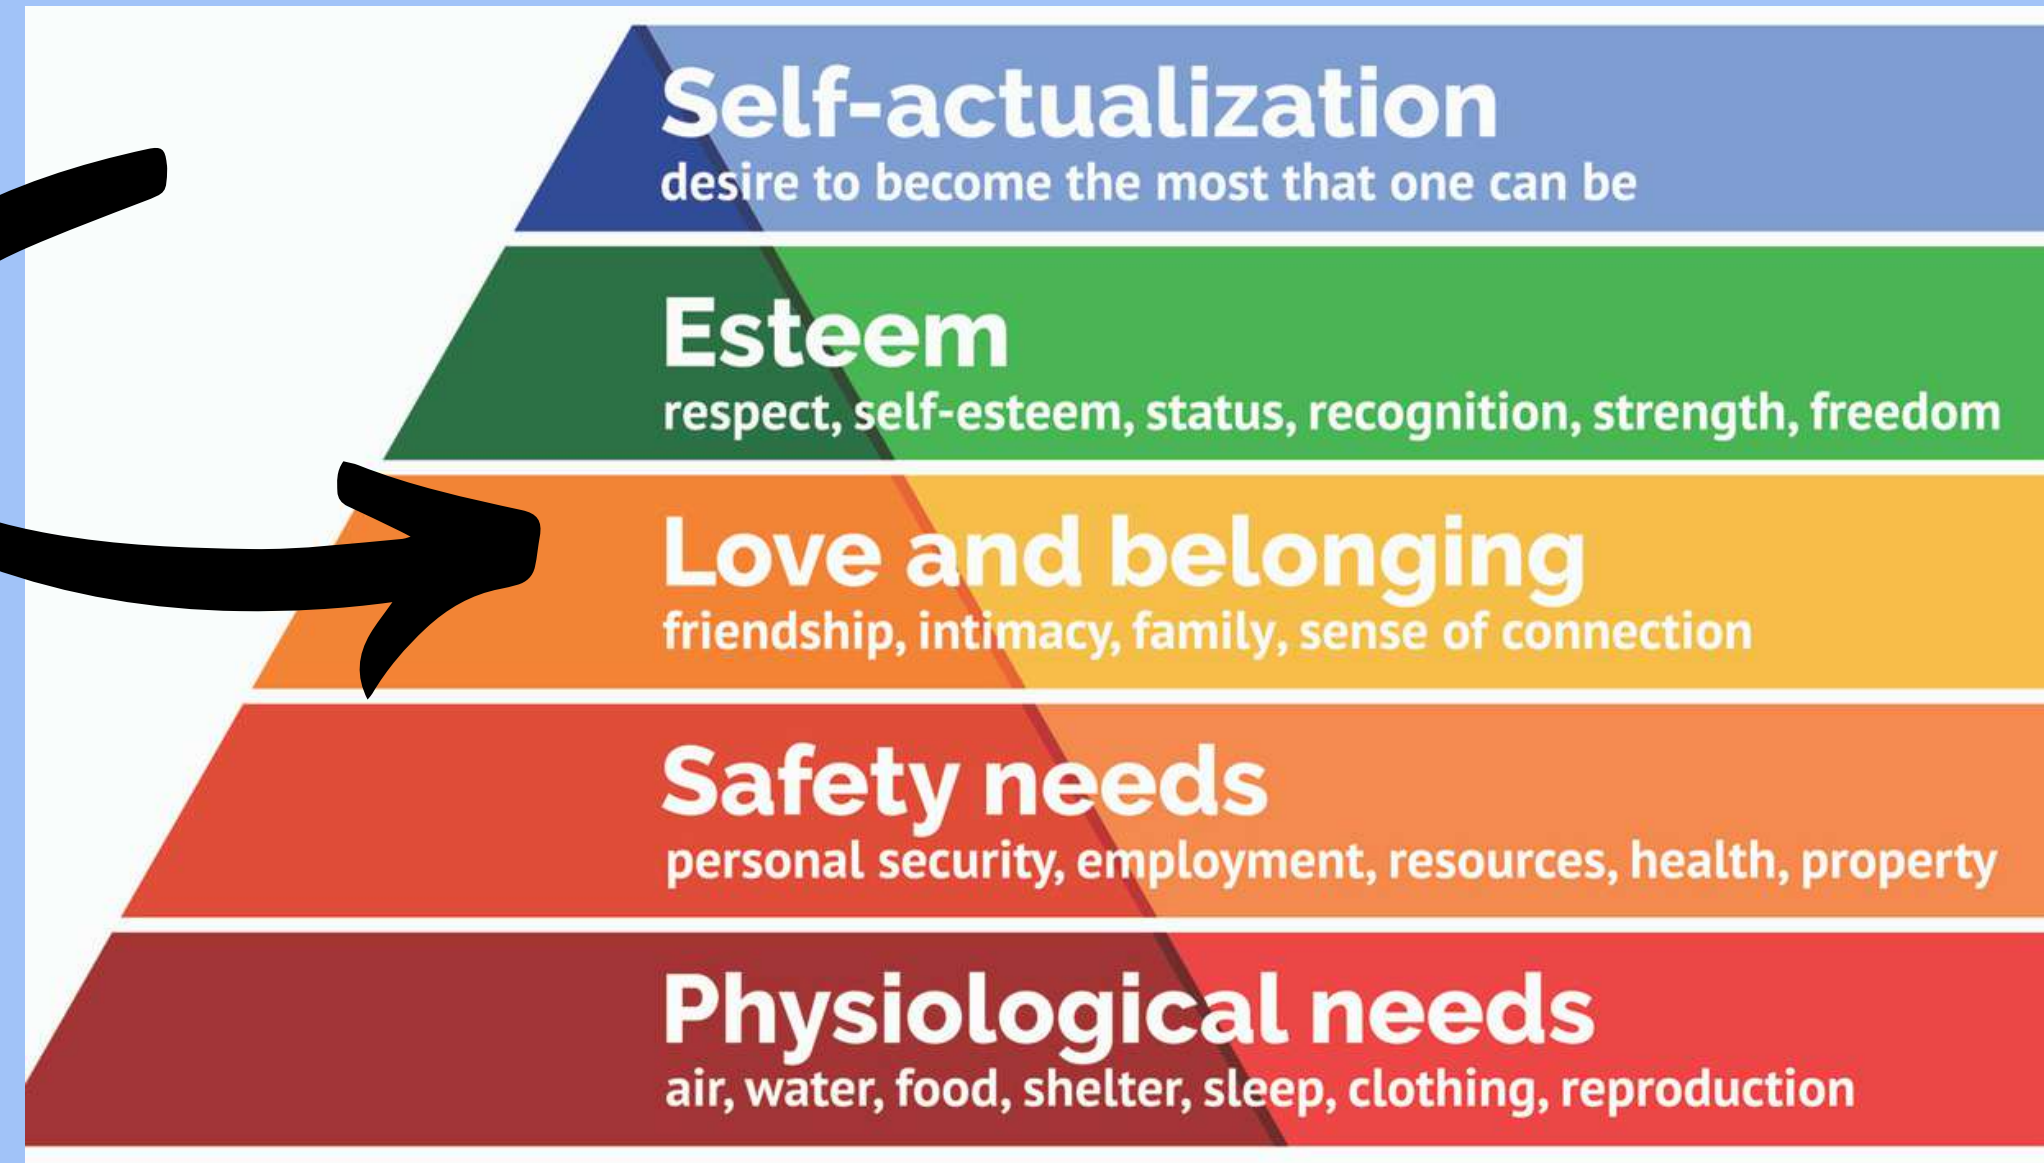 Self-actualization
desire to become the most that one can be
Esteem
respect, self-esteem, status, recognition, strength, freedom
Love and belonging
friendship, intimacy, family, sense of connection
Safety needs
personal security, employment, resources, health, property
Physiological needs
air, water, food, shelter, sleep, clothing, reproduction